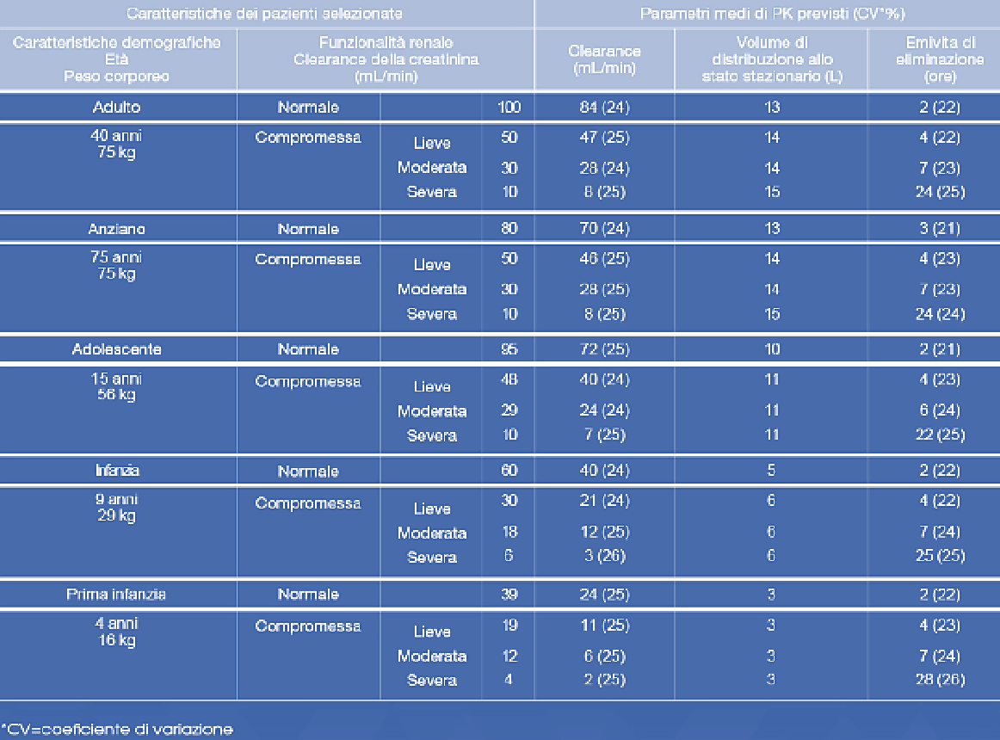 Caratteristiche dei pazienti selezionate Parametri medi di PK previsti (CV*%)
Caratteristiche demografiche
Età
Peso corporeo
Funzionalità renale
Clearance della creatinina
(mL/min)
Clearance
(mL/min)
Volume di
distribuzione allo
stato stazionario (L)
Emivita di
eliminazione
(ore)
Adulto Normale 100 84 (24) 13 2 (22)
40 anni
75 kg
Compromessa Lieve 50 47 (25) 14 4 (22)
Moderata 30 28 (24) 14 7 (23)
Severa 10 8 (25) 15 24 (25)
Anziano Normale 80 70 (24) 13 3 (21)
75 anni
75 kg
Compromessa Lieve 50 46 (25) 14 4 (23)
Moderata 30 28 (25) 14 7 (23)
Severa 10 8 (25) 15 24 (24)
Adolescente Normale 95 72 (25) 10 2 (21)
15 anni
56 kg
Compromessa Lieve 48 40 (24) 11 4 (23)
Moderata 29 24 (24) 11 6 (24)
Severa 10 7 (25) 11 22 (25)
Infanzia Normale 60 40 (24) 5 2 (22)
9 anni
29 kg
Compromessa Lieve 30 21 (24) 6 4 (22)
Moderata 18 12 (25) 6 7 (24)
Severa 6 3 (26) 6 25 (25)
Prima infanzia Normale 39 24 (25) 3 2 (22)
4 anni
16 kg
Compromessa Lieve 19 11 (25) 3 4 (23)
Moderata 12 6 (25) 3 7 (24)
Severa 4 2 (25) 3 28 (26)
*CV=coefficiente di variazione